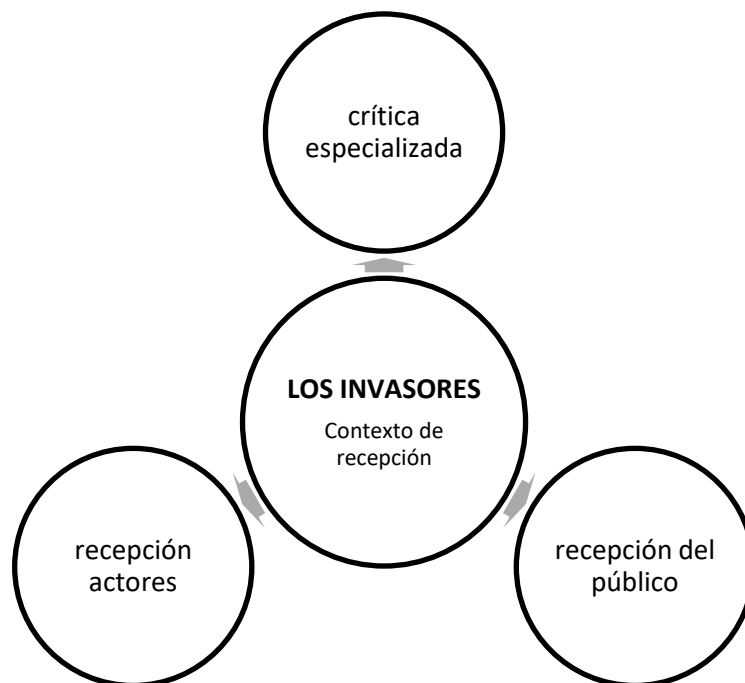 crítica
especializada
LOS INVASORES
Contexto de
recepción
recepción
actores
recepción del
público